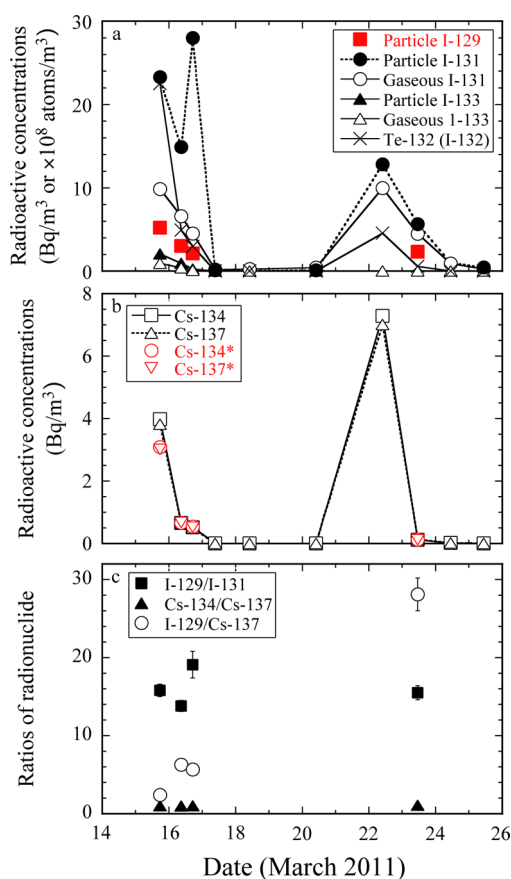 a
Radioactive concentrations
(Bq/m³ or ×10⁸ atoms/m³)
30
20
10
0
Particle I-129
Particle I-131
Gaseous I-131
Particle I-133
Gaseous 1-133
Te-132 (I-132)
b
Radioactive concentrations
(Bq/m³)
8
6
4
2
0
Cs-134
Cs-137
Cs-134*
Cs-137*
c
Ratios of radionuclide
30
20
10
0
I-129/I-131
Cs-134/Cs-137
I-129/Cs-137
14 16 18 20 22 24 26
Date (March 2011)